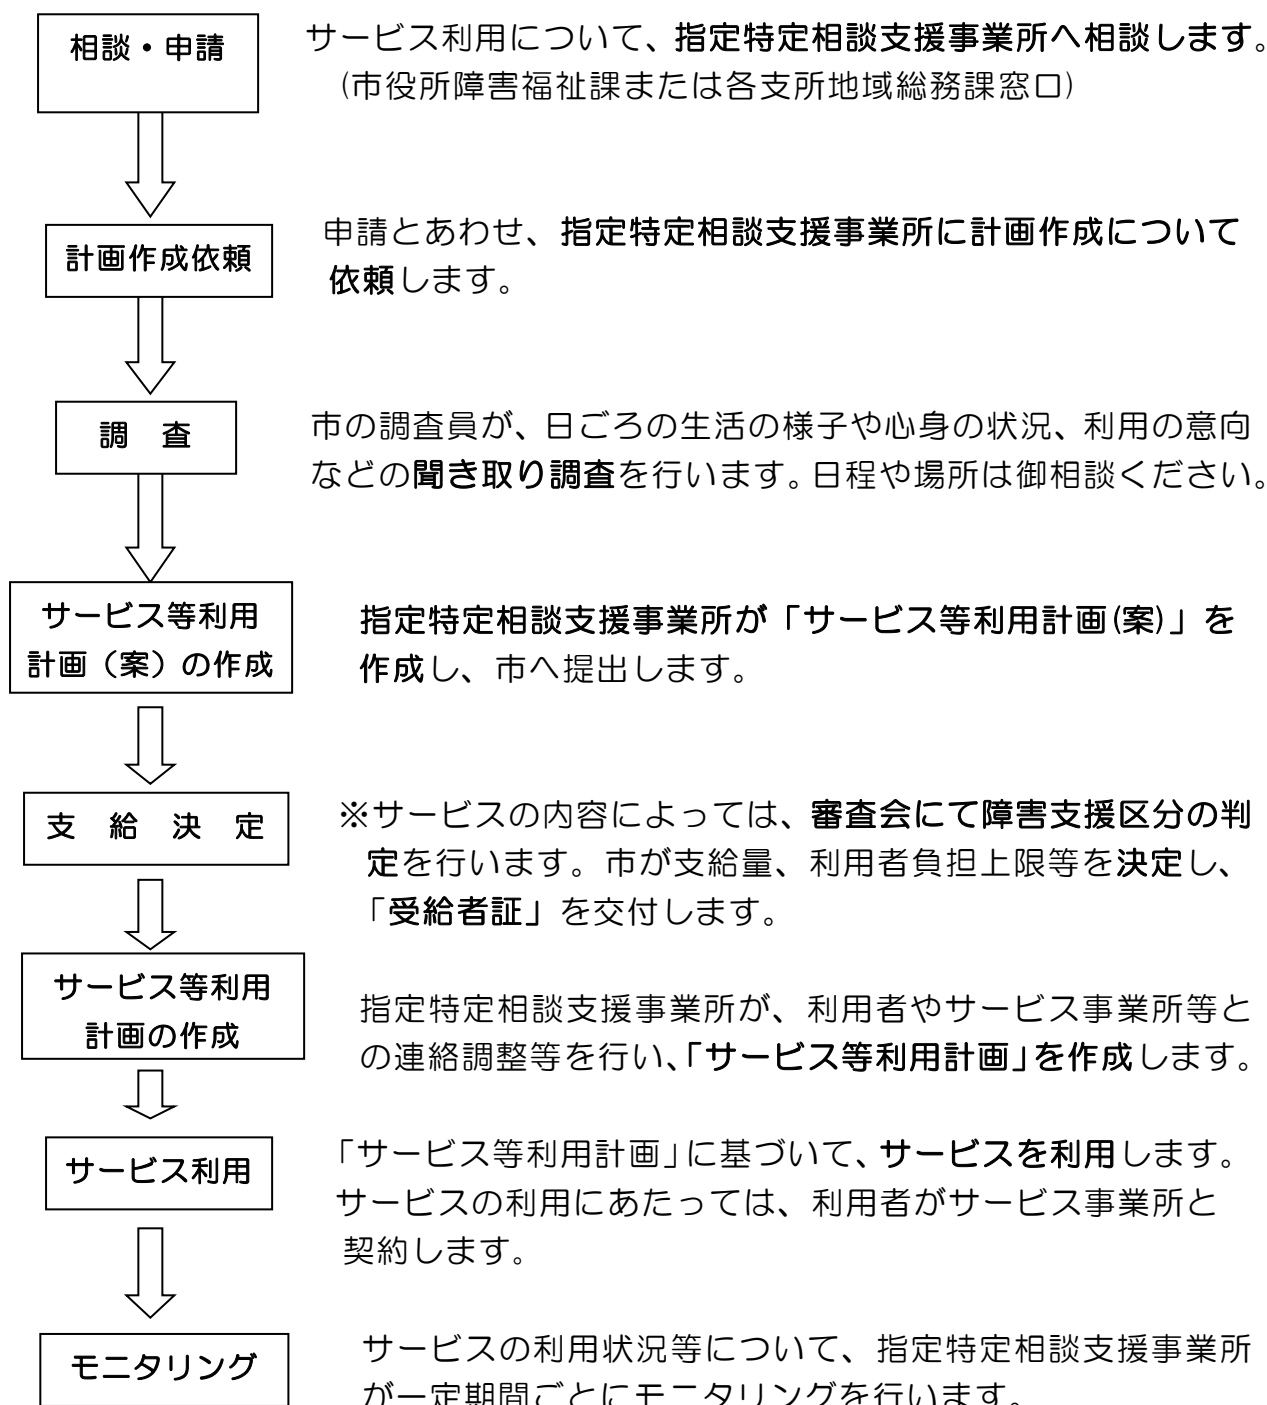 相談・申請
サービス利用について、指定特定相談支援事業所へ相談します。
(市役所障害福祉課または各支所地域総務課窓口)
計画作成依頼
申請とあわせ、指定特定相談支援事業所に計画作成について
依頼します。
調　査
市の調査員が、日ごろの生活の様子や心身の状況、利用の意向
などの聞き取り調査を行います。日程や場所は御相談ください。
サービス等利用
計画（案）の作成
指定特定相談支援事業所が「サービス等利用計画(案)」を
作成し、市へ提出します。
支　給　決　定
※サービスの内容によっては、審査会にて障害支援区分の判
定を行います。市が支給量、利用者負担上限等を決定し、
「受給者証」を交付します。
サービス等利用
計画の作成
指定特定相談支援事業所が、利用者やサービス事業所等と
の連絡調整等を行い、「サービス等利用計画」を作成します。
サービス利用
「サービス等利用計画」に基づいて、サービスを利用します。
サービスの利用にあたっては、利用者がサービス事業所と
契約します。
モニタリング
サービスの利用状況等について、指定特定相談支援事業所
が一定期間ごとにモニタリングを行います。